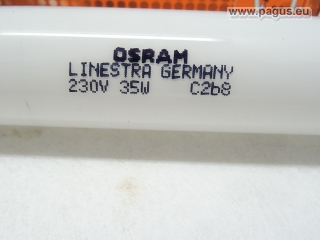 www.pagus.eu
OSRAM
LINESTRA GERMANY
230V 35W C2b8